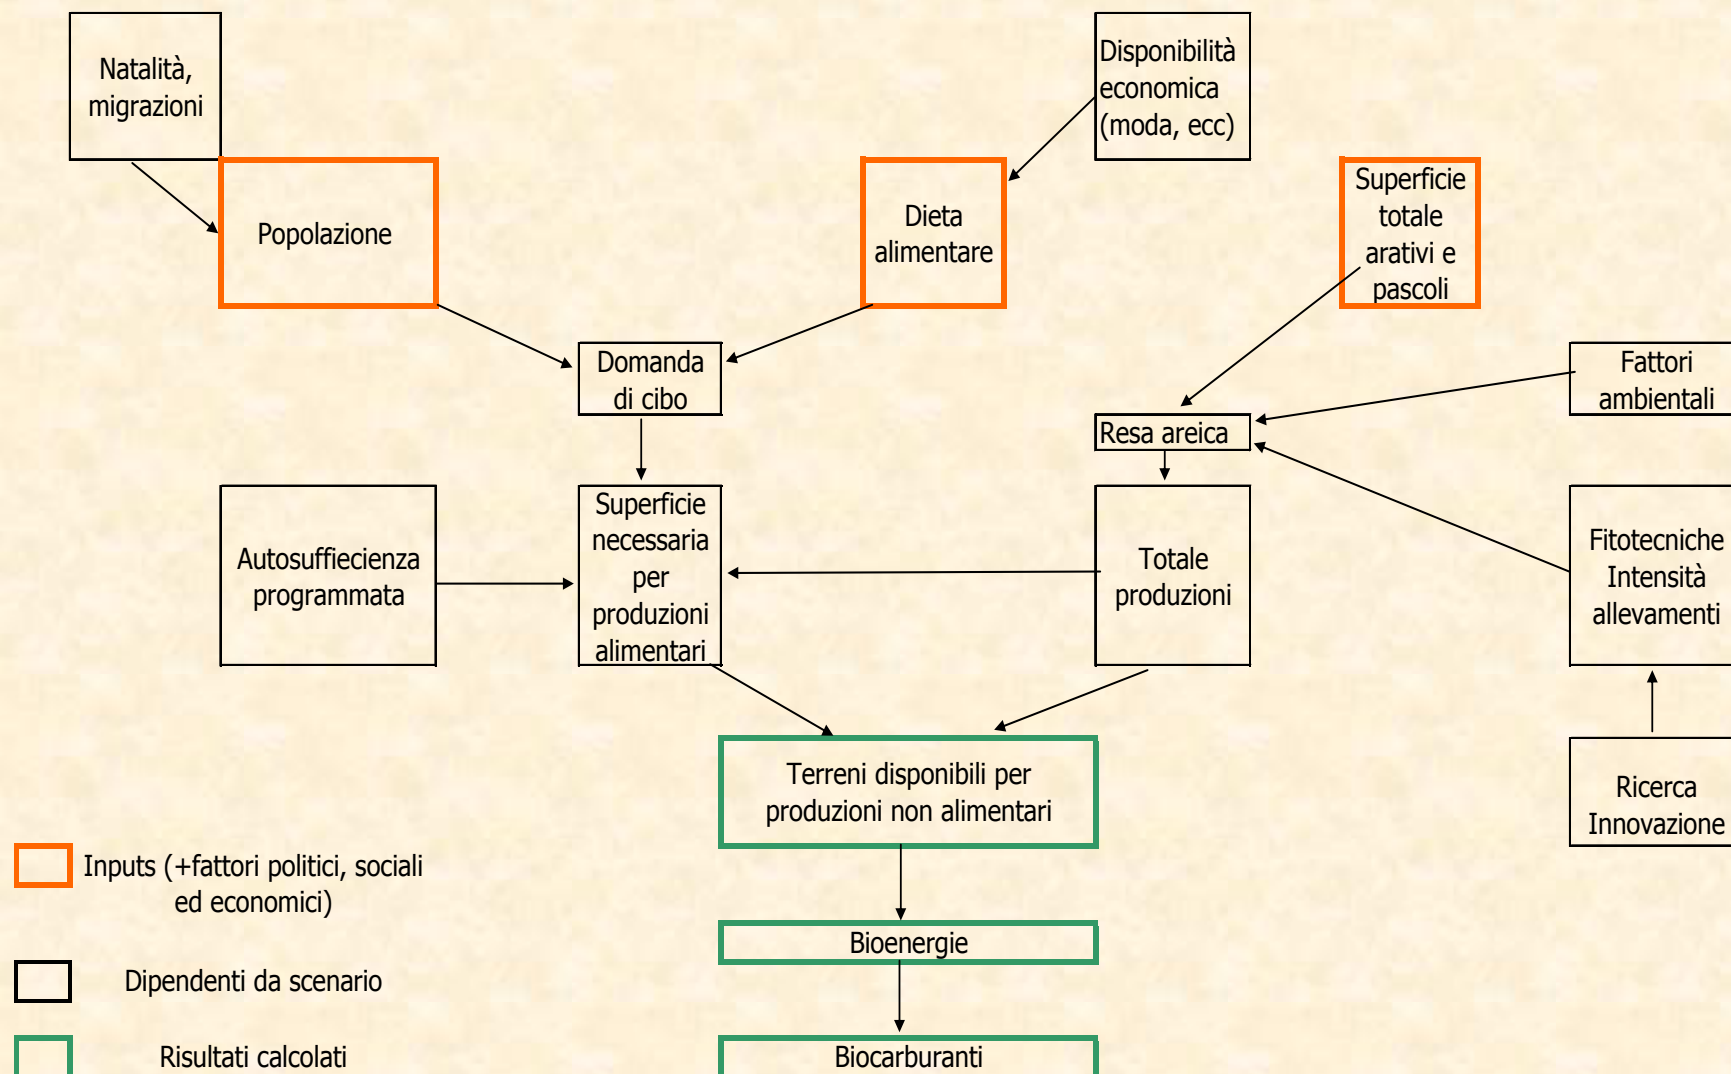 Natalità,
migrazioni
Disponibilità
economica
(moda, ecc)
Popolazione
Dieta
alimentare
Superficie
totale
arativi e
pascoli
Domanda
di cibo
Fattori
ambientali
Resa areica
Autosuffiecienza
programmata
Superficie
necessaria
per
produzioni
alimentari
Totale
produzioni
Fitotecniche
Intensità
allevamenti
Terreni disponibili per
produzioni non alimentari
Ricerca
Innovazione
Inputs (+fattori politici, sociali
ed economici)
Bioenergie
Dipendenti da scenario
Risultati calcolati
Biocarburanti